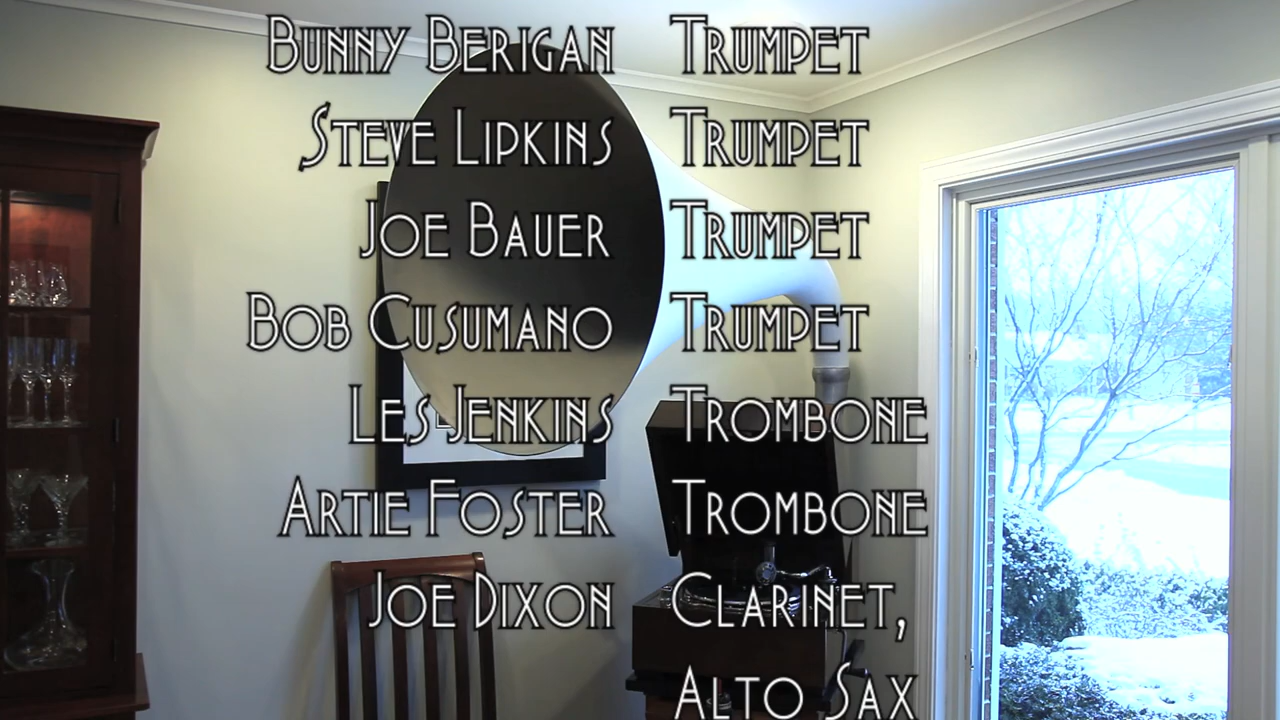 Bunny Berigan Trumpet
Steve Lipkins Trumpet
Joe Bauer Trumpet
Bob Cusumano Trumpet
Les Jenkins Trombone
Artie Foster Trombone
Joe Dixon Clarinet,
Alto Sax